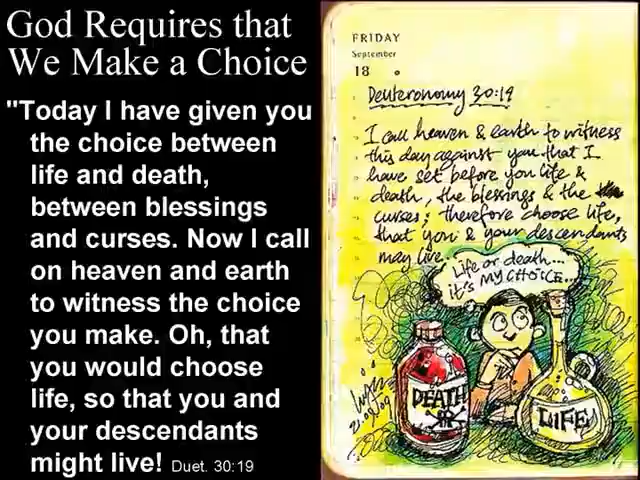 God Requires that
We Make a Choice
"Today I have given you
the choice between
life and death,
between blessings
and curses. Now I call
on heaven and earth
to witness the choice
you make. Oh, that
you would choose
life, so that you and
your descendants
might live! Duet. 30:19
FRIDAY
September
18
Deuteronomy 30:19
I call heaven & earth to witness
this day against you that I
have set before you life &
death, the blessings & the
curses; therefore choose life,
that you & your descendants
may live..
Life or death...
it's MY CHOICE...
DEATH
LIFE